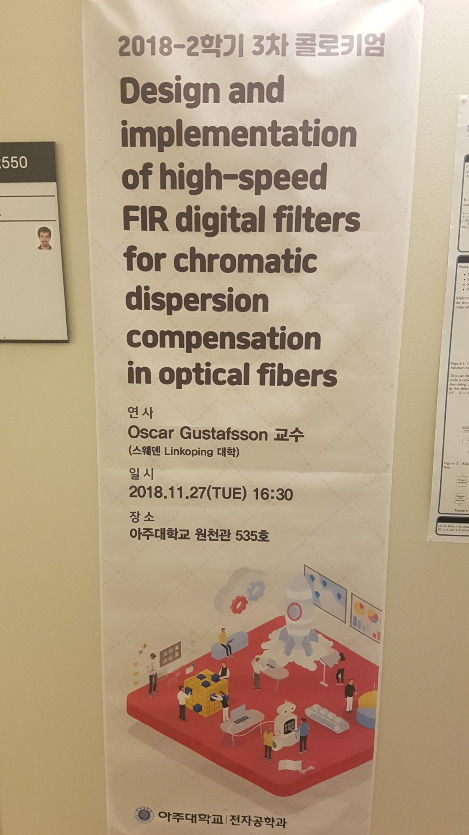 2018-2학기 3차 콜로키엄
Design and
implementation
of high-speed
FIR digital filters
for chromatic
dispersion
compensation
in optical fibers
연 사
Oscar Gustafsson 교수
(스웨덴 Linkoping 대학)
일 시
2018.11.27(TUE) 16:30
장 소
아주대학교 원천관 535호
아주대학교 | 전자공학과
550